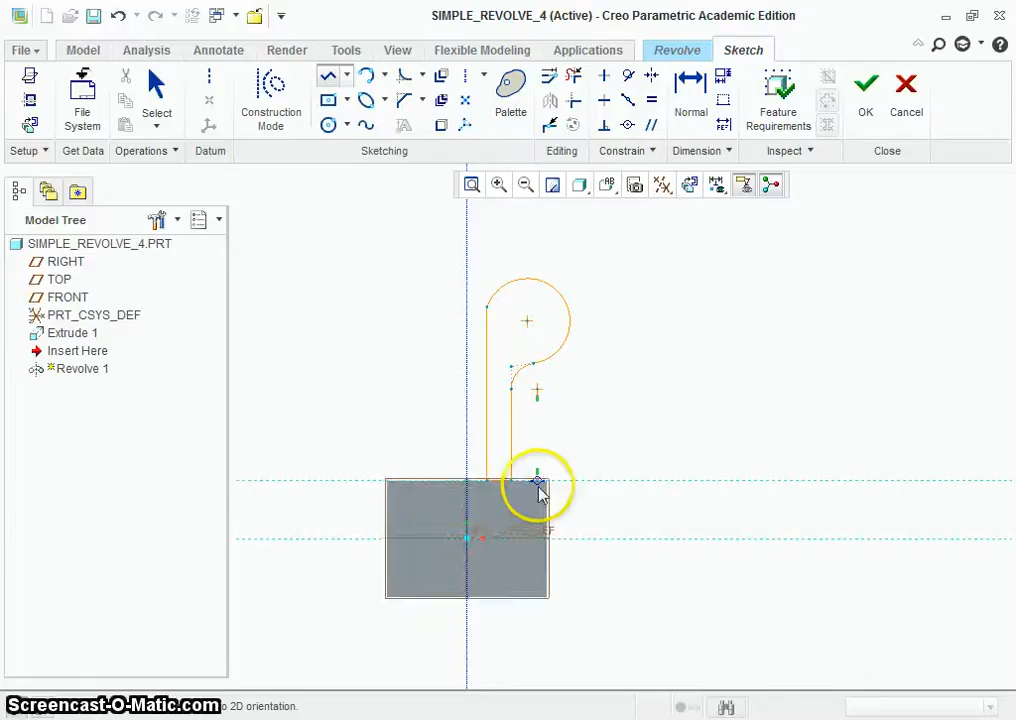 SIMPLE_REVOLVE_4 (Active) - Creo Parametric Academic Edition
File Model Analysis Annotate Render Tools View Flexible Modeling Applications Revolve Sketch
File System
Select
Construction Mode
Palette
Normal
Feature Requirements
OK
Cancel
Setup Get Data Operations Datum Sketching Editing Constrain Dimension Inspect Close
Model Tree
SIMPLE_REVOLVE_4.PRT
RIGHT
TOP
FRONT
PRT_CSYS_DEF
Extrude 1
Insert Here
Revolve 1
Screencast-O-Matic.com
to 2D orientation.